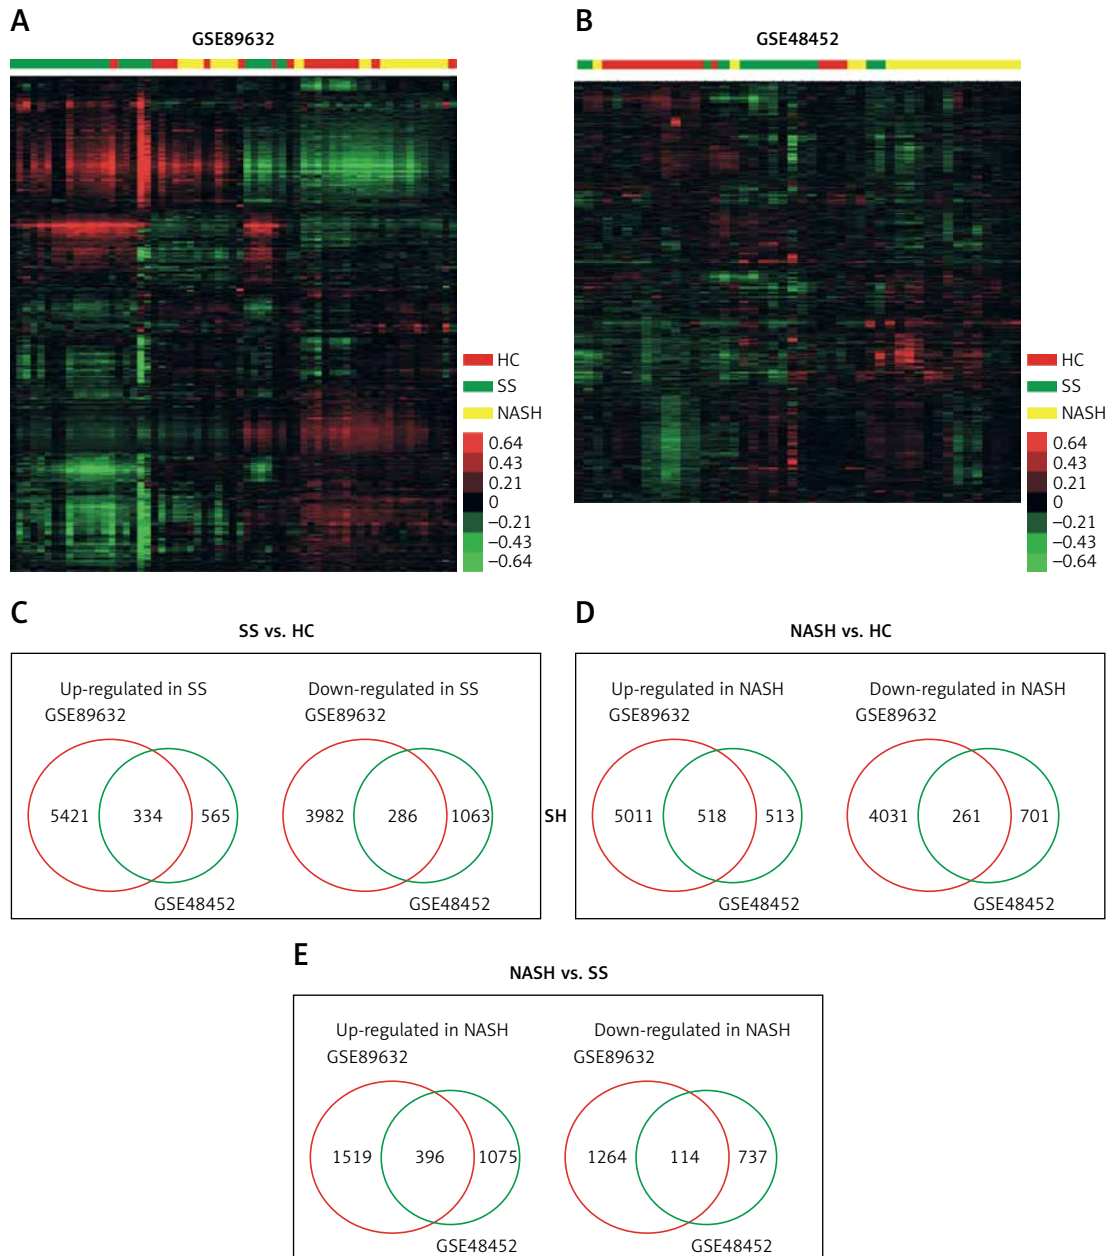 A
GSE89632
HC
SS
NASH
0.64
0.43
0.21
0
–0.21
–0.43
–0.64
B
GSE48452
HC
SS
NASH
0.64
0.43
0.21
0
–0.21
–0.43
–0.64
C
SS vs. HC
Up-regulated in SS
GSE89632
5421
334
565
GSE48452
Down-regulated in SS
GSE89632
3982
286
1063
GSE48452
SH
D
NASH vs. HC
Up-regulated in NASH
GSE89632
5011
518
513
GSE48452
Down-regulated in NASH
GSE89632
4031
261
701
GSE48452
E
NASH vs. SS
Up-regulated in NASH
GSE89632
1519
396
1075
GSE48452
Down-regulated in NASH
GSE89632
1264
114
737
GSE48452